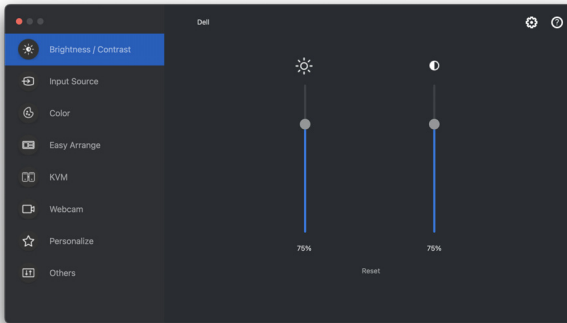 Dell
Brightness / Contrast
Input Source
Color
Easy Arrange
KVM
Webcam
Personalize
Others
75%
75%
Reset